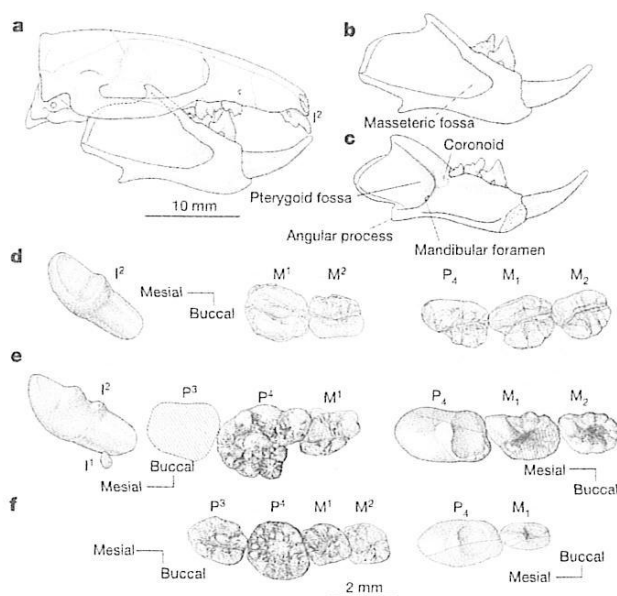 a
b
I²
Masseteric fossa
c
Coronoid
Pterygoid fossa
10 mm
Angular process
Mandibular foramen
d
I²
Mesial
Buccal
M¹ M²
P₄ M₁ M₂
e
I²
I¹
P³ P⁴ M¹
Buccal
Mesial
P₄ M₁ M₂
Mesial
Buccal
f
Mesial
Buccal
P³ P⁴ M¹ M²
2 mm
P₄ M₁
Buccal
Mesial